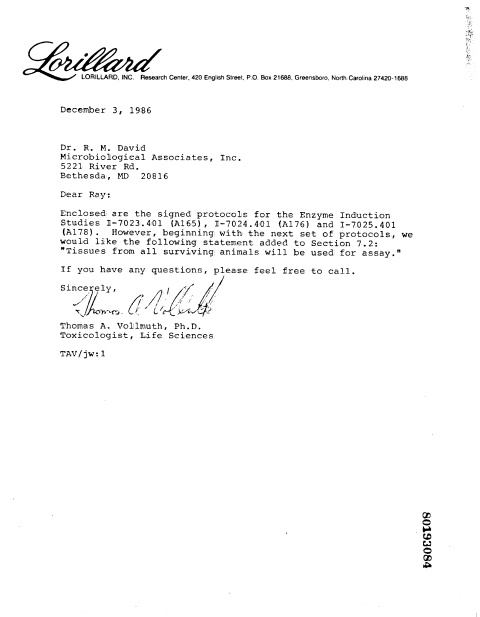 Lorillard
LORILLARD, INC. Research Center, 420 English Street, P.O. Box 21688, Greensboro, North Carolina 27420-1688
December 3, 1986
Dr. R. M. David
Microbiological Associates, Inc.
5221 River Rd.
Bethesda, MD 20816
Dear Ray:
Enclosed are the signed protocols for the Enzyme Induction
Studies I-7023.401 (A165), I-7024.401 (A176) and I-7025.401
(A178). However, beginning with the next set of protocols, we
would like the following statement added to Section 7.2:
"Tissues from all surviving animals will be used for assay."
If you have any questions, please feel free to call.
Sincerely,
Thomas A. Vollmuth
Thomas A. Vollmuth, Ph.D.
Toxicologist, Life Sciences
TAV/jw:1
80193084